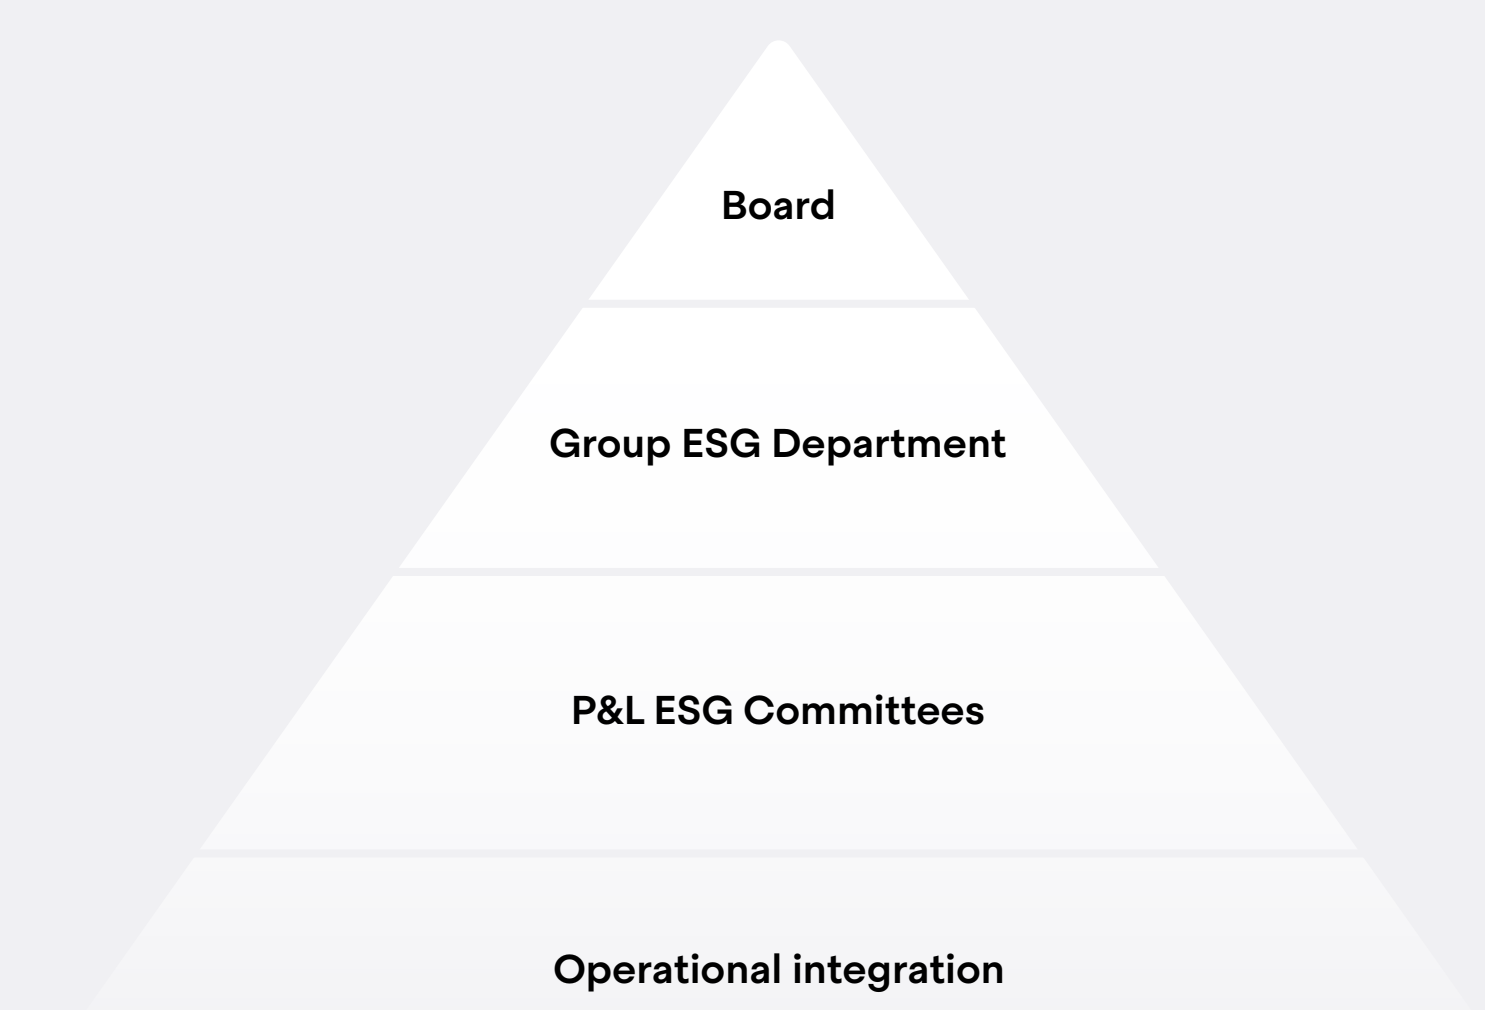 Board
Group ESG Department
P&L ESG Committees
Operational integration